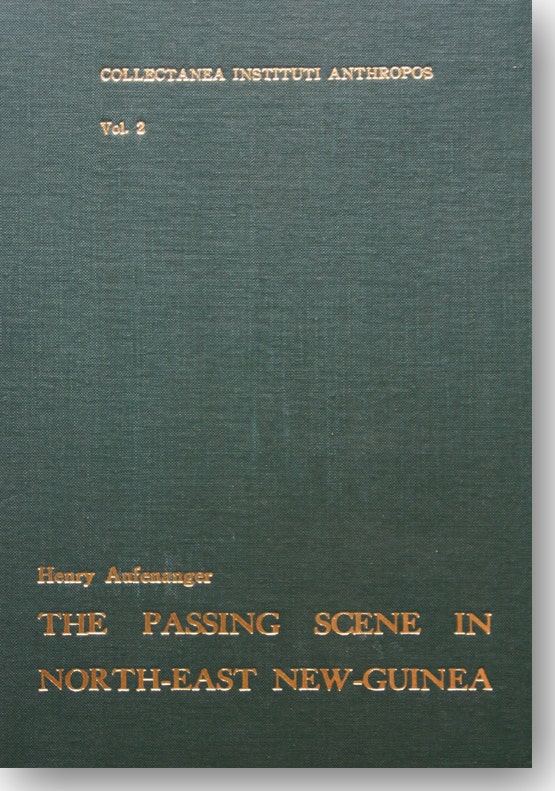 COLLECTANEA INSTITUTI ANTHROPOS
Vol. 2
Henry Aufenanger
THE PASSING SCENE IN
NORTH-EAST NEW-GUINEA